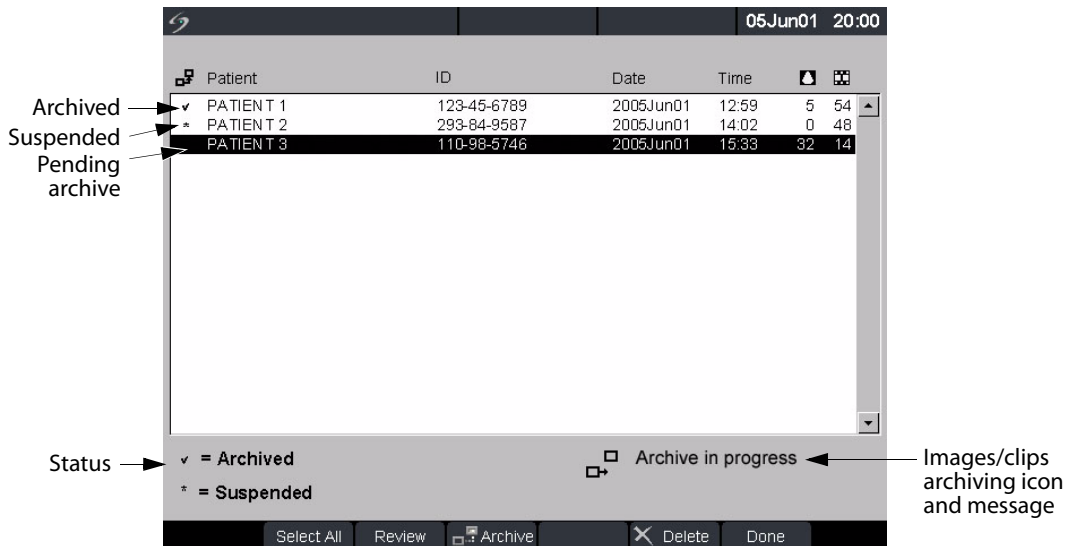 05Jun01 20:00
Patient ID Date Time
Archived
✓ PATIENT 1 123-45-6789 2005Jun01 12:59 5 54
Suspended
* PATIENT 2 293-84-9587 2005Jun01 14:02 0 48
Pending
archive
PATIENT 3 110-98-5746 2005Jun01 15:33 32 14
Status
✓ = Archived
* = Suspended
Archive in progress
Images/clips
archiving icon
and message
Select All Review Archive Delete Done